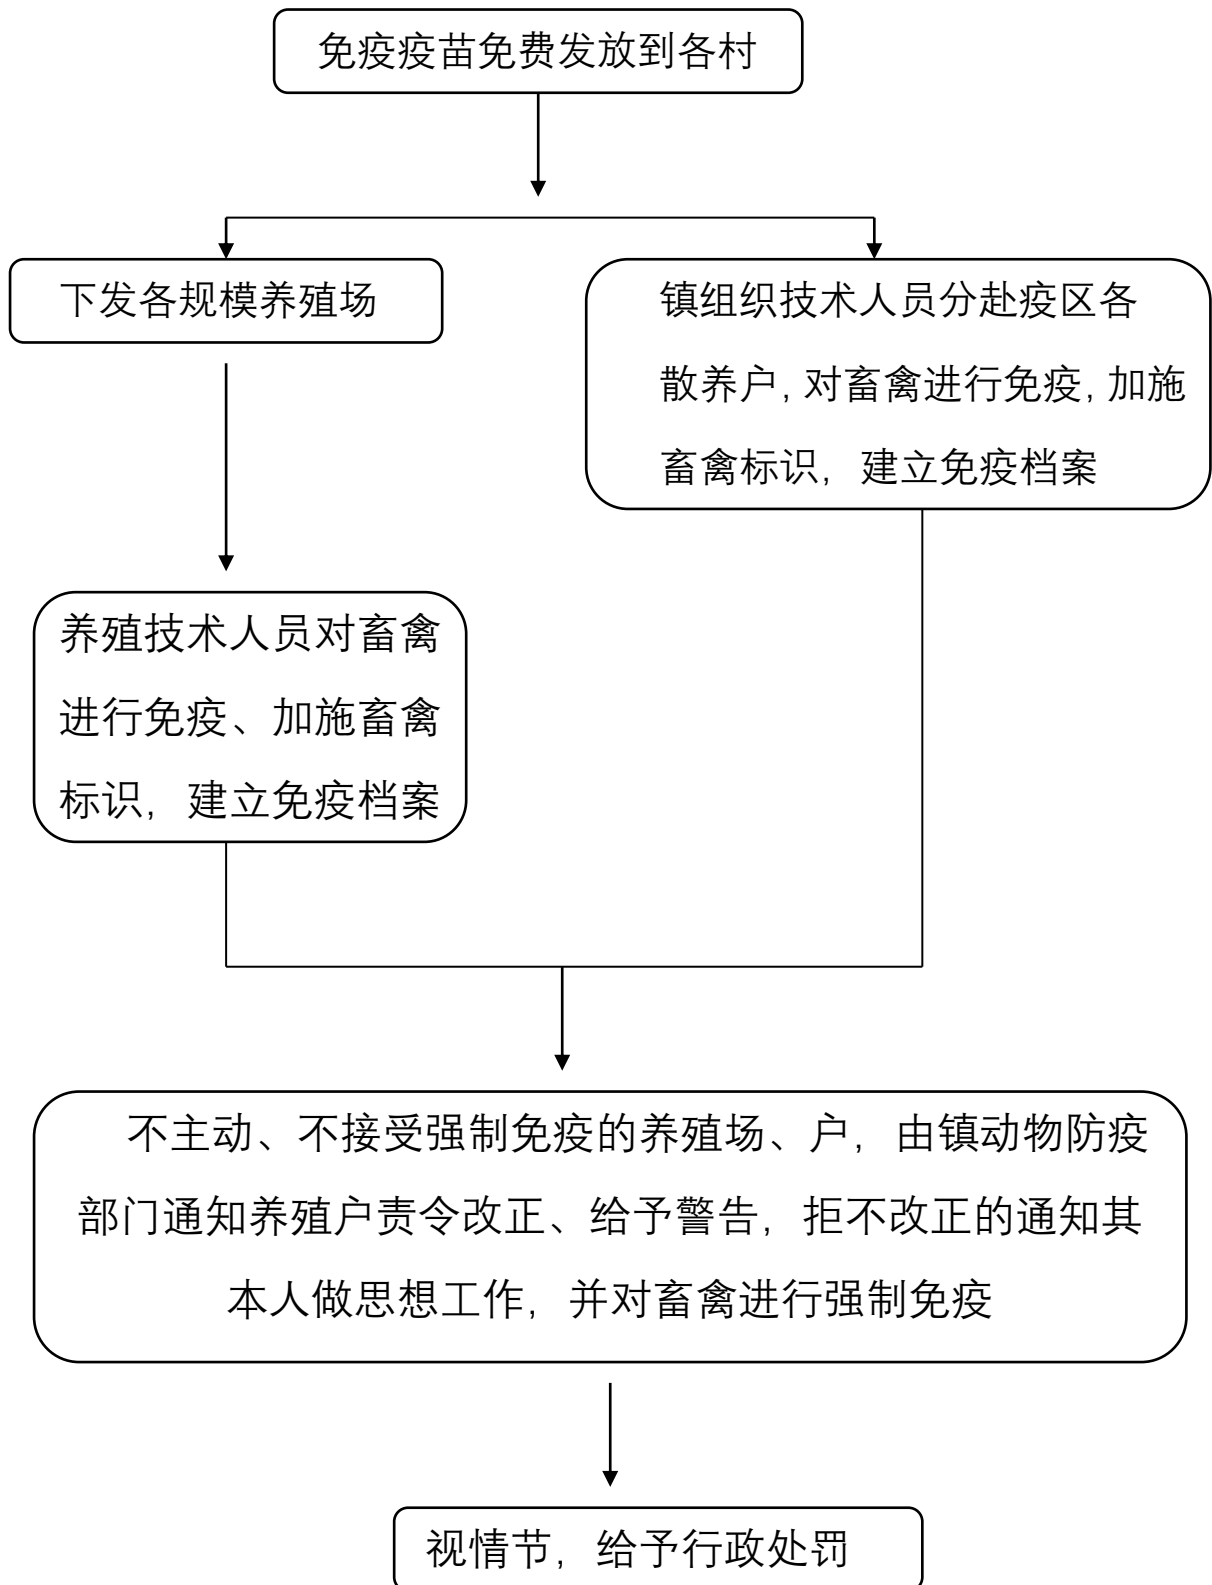 免疫疫苗免费发放到各村
下发各规模养殖场
镇组织技术人员分赴疫区各
散养户,对畜禽进行免疫,加施
畜禽标识,建立免疫档案
养殖技术人员对畜禽
进行免疫、加施畜禽
标识,建立免疫档案
不主动、不接受强制免疫的养殖场、户,由镇动物防疫
部门通知养殖户责令改正、给予警告,拒不改正的通知其
本人做思想工作,并对畜禽进行强制免疫
视情节,给予行政处罚